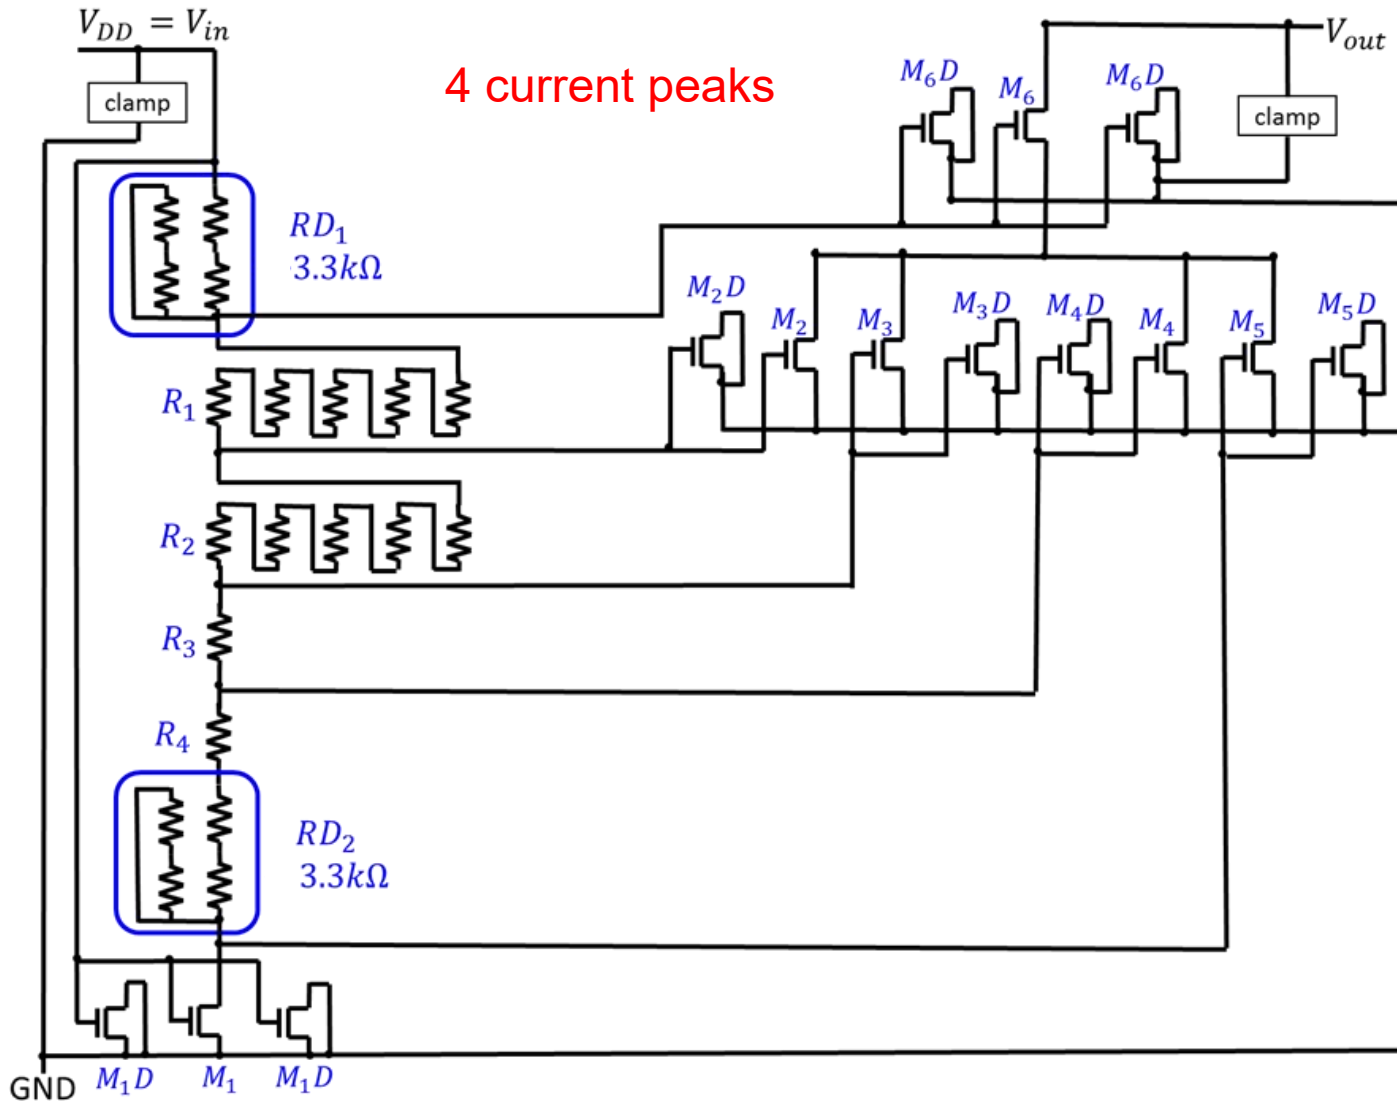 V_DD = V_in
clamp
4 current peaks
M_6D
M_6
M_6D
V_out
clamp
RD_1
3.3kΩ
M_2D
M_2
M_3
M_3D
M_4D
M_4
M_5
M_5D
R_1
R_2
R_3
R_4
RD_2
3.3kΩ
GND
M_1D
M_1
M_1D